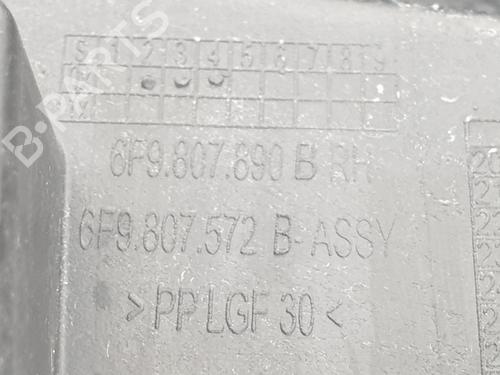 S 1 2 3 4 5 6 7 8 9
6F9.807.890 B RH
6F9.807.572 B-ASSY
>PP LGF 30<
B-PARTS